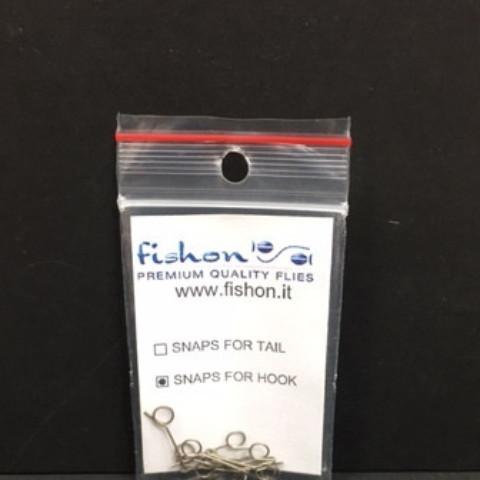 fishon
PREMIUM QUALITY FLIES
www.fishon.it
SNAPS FOR TAIL
SNAPS FOR HOOK